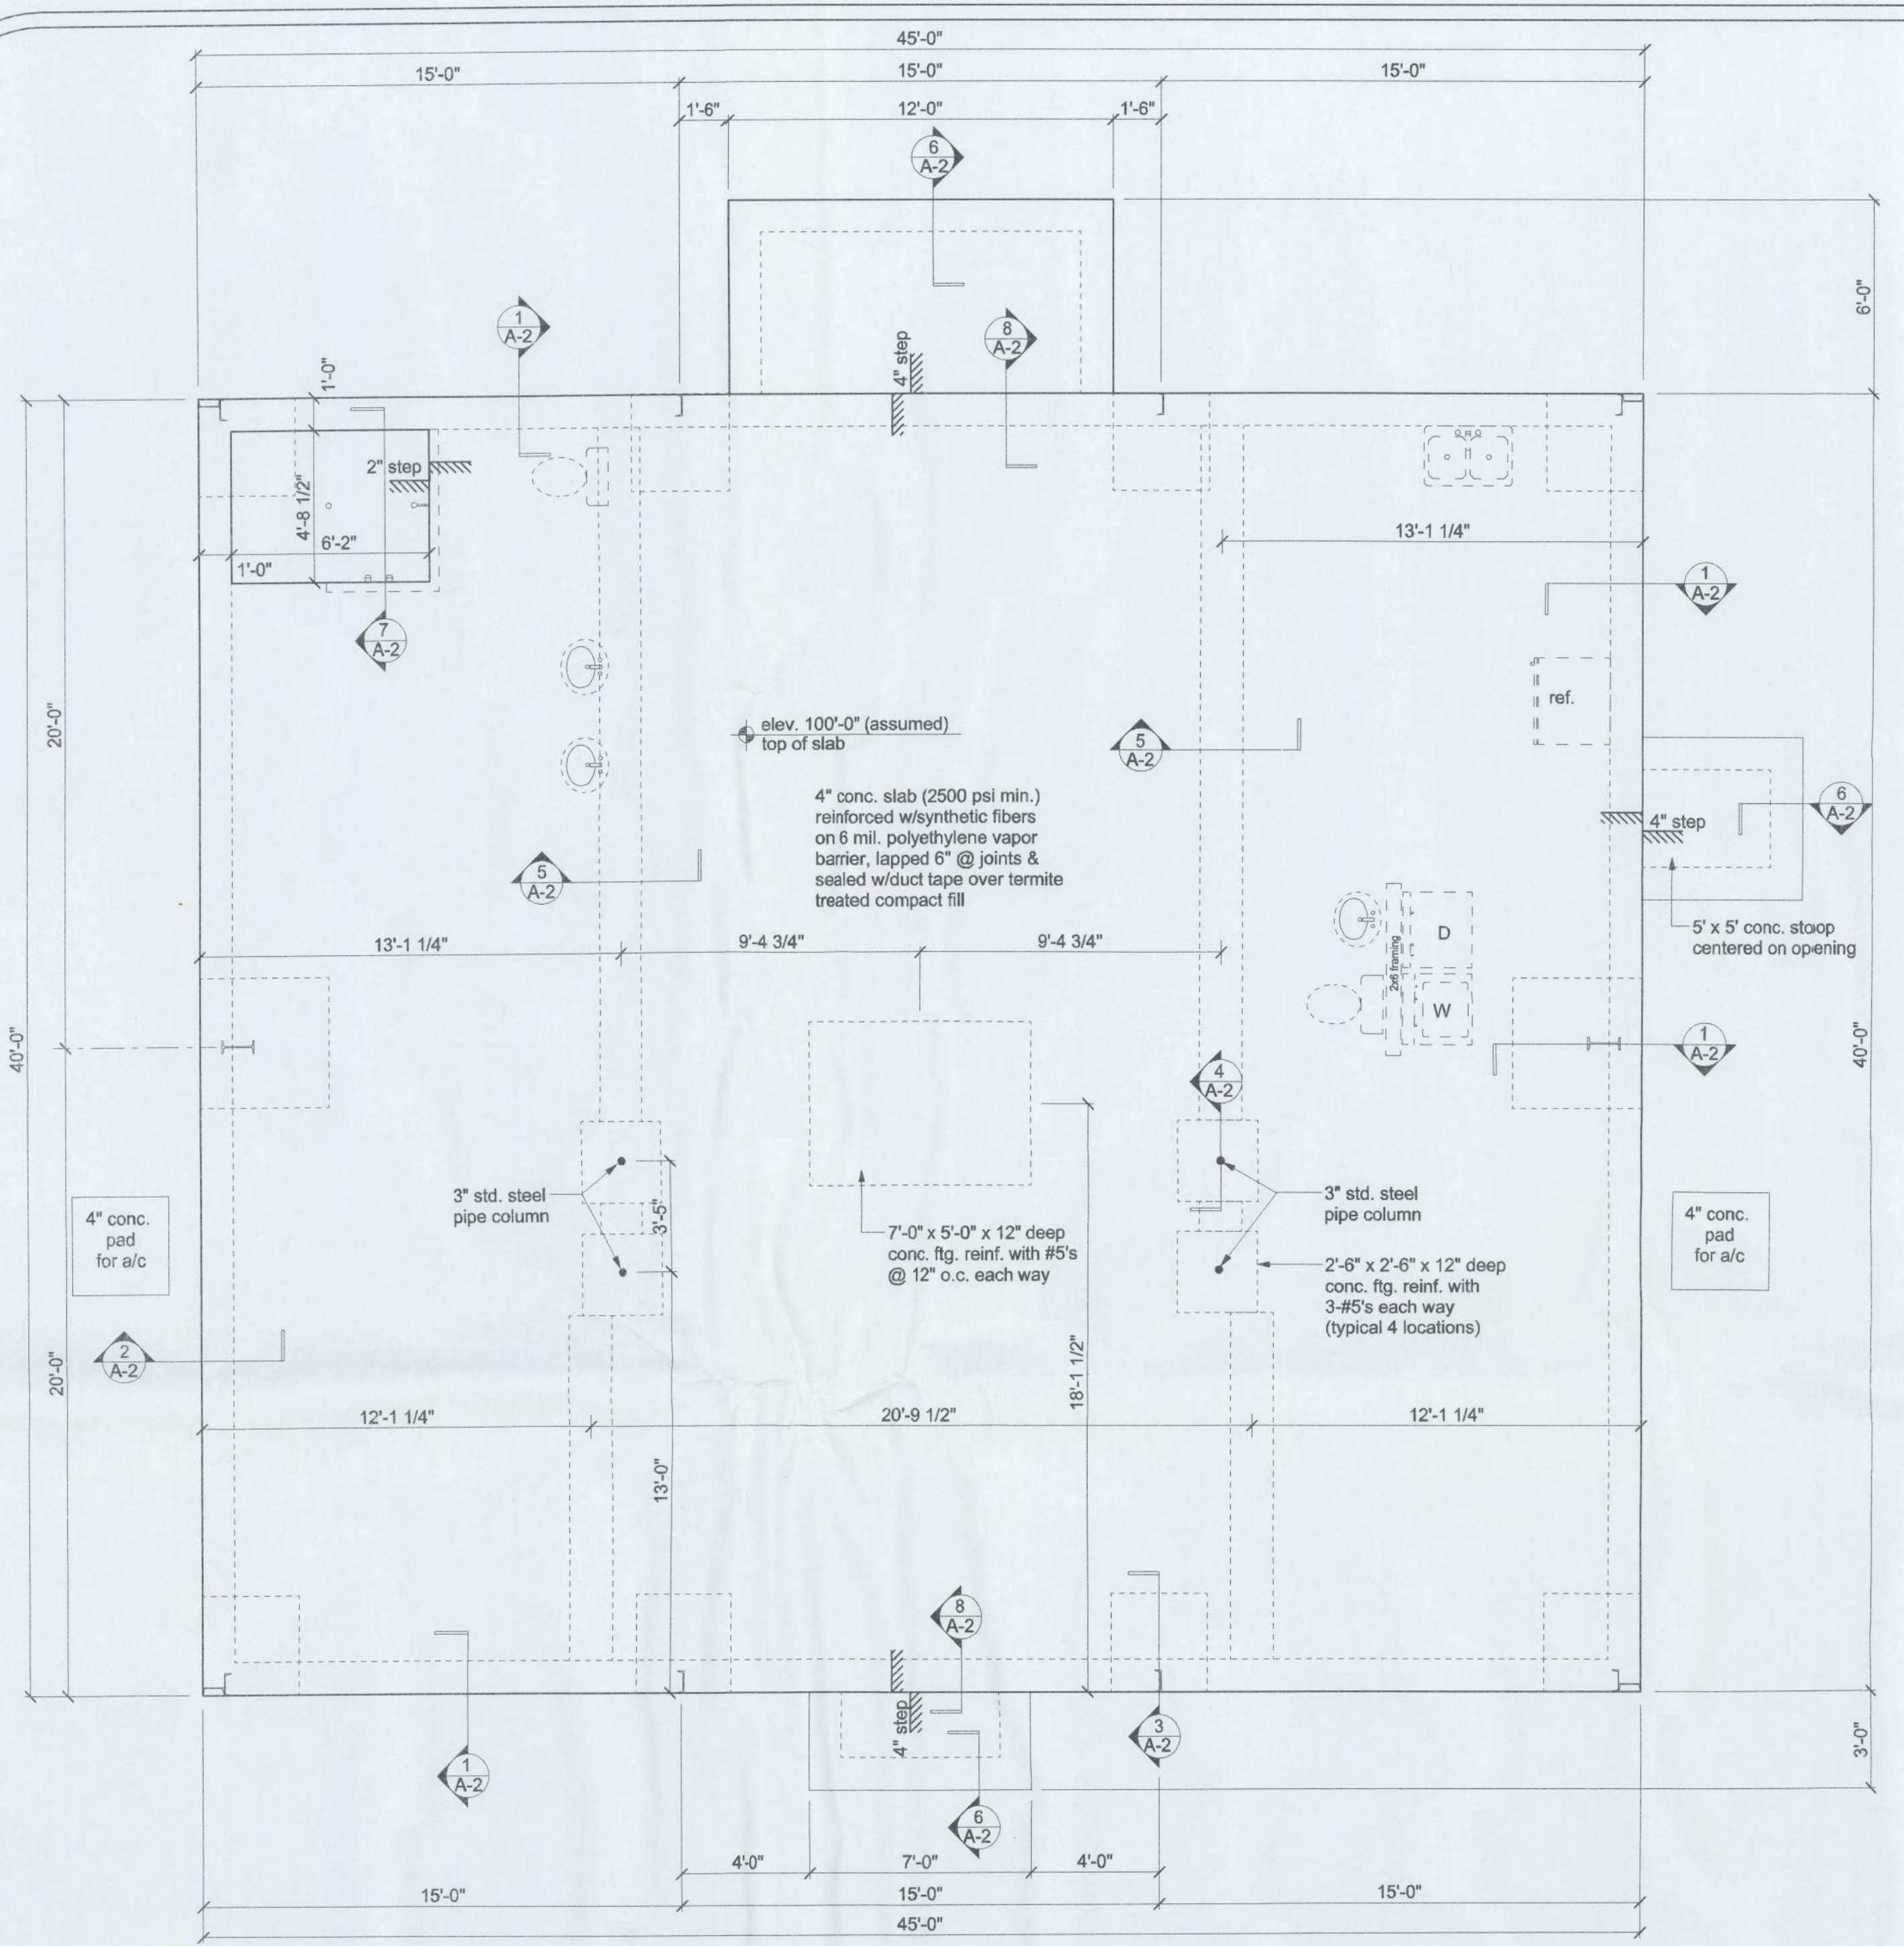 45'-0"
15'-0"
15'-0"
15'-0"
1'-6"
12'-0"
1'-6"
6
A-2
6'-0"
1
A-2
8
A-2
4" step
1'-0"
2" step
4'-8 1/2"
6'-2"
1'-0"
13'-1 1/4"
1
A-2
7
A-2
20'-0"
ref.
elev. 100'-0" (assumed)
top of slab
5
A-2
4" conc. slab (2500 psi min.)
reinforced w/synthetic fibers
on 6 mil. polyethylene vapor
barrier, lapped 6" @ joints &
sealed w/duct tape over termite
treated compact fill
6
A-2
4" step
5
A-2
5' x 5' conc. stoop
centered on opening
13'-1 1/4"
9'-4 3/4"
9'-4 3/4"
2x6 framing
D
W
40'-0"
40'-0"
1
A-2
4
A-2
3" std. steel
pipe column
3'-5"
3" std. steel
pipe column
4" conc.
pad
for a/c
4" conc.
pad
for a/c
7'-0" x 5'-0" x 12" deep
conc. ftg. reinf. with #5's
@ 12" o.c. each way
2'-6" x 2'-6" x 12" deep
conc. ftg. reinf. with
3-#5's each way
(typical 4 locations)
2
A-2
20'-0"
18'-1 1/2"
12'-1 1/4"
20'-9 1/2"
12'-1 1/4"
13'-0"
8
A-2
4" step
3
A-2
3'-0"
1
A-2
6
A-2
4'-0"
7'-0"
4'-0"
15'-0"
15'-0"
15'-0"
45'-0"